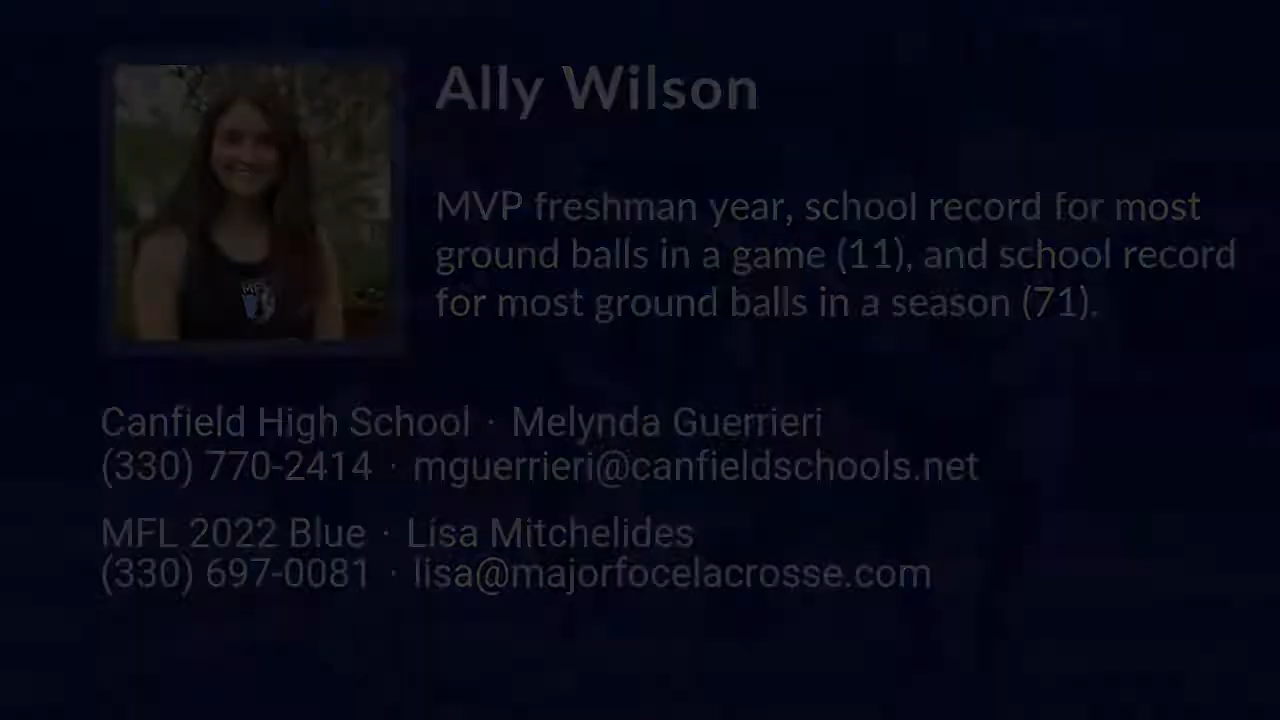 Ally Wilson
MVP freshman year, school record for most
ground balls in a game (11), and school record
for most ground balls in a season (71).
Canfield High School · Melynda Guerrieri
(330) 770-2414 · mguerrieri@canfieldschools.net
MFL 2022 Blue · Lisa Mitchelides
(330) 697-0081 · lisa@majorfocelacrosse.com